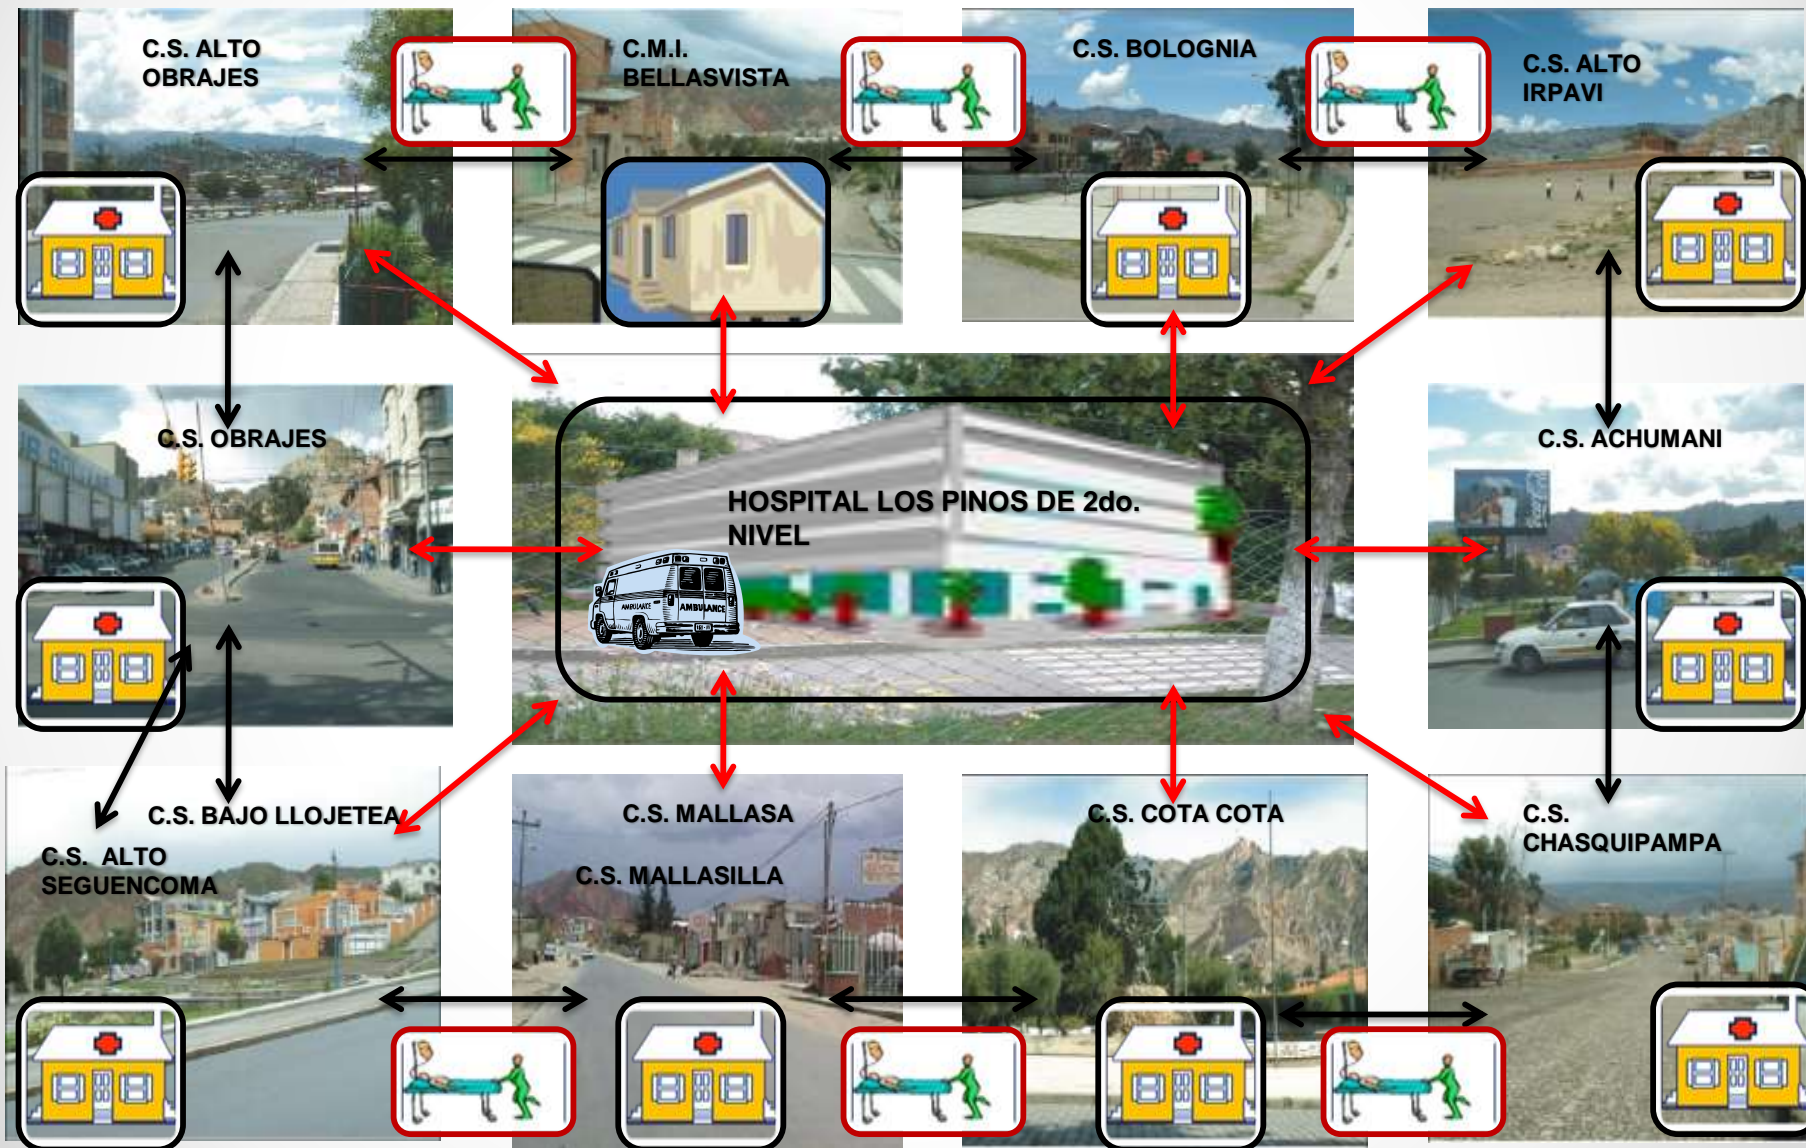 C.S. ALTO
OBRAJES
C.M.I.
BELLASVISTA
C.S. BOLOGNIA
C.S. ALTO
IRPAVI
C.S. OBRAJES
HOSPITAL LOS PINOS DE 2do.
NIVEL
AMBULANCE
AMBULANCE
C.S. ACHUMANI
C.S. BAJO LLOJETEA
C.S. ALTO
SEGUENCOMA
C.S. MALLASA
C.S. MALLASILLA
C.S. COTA COTA
C.S.
CHASQUIPAMPA